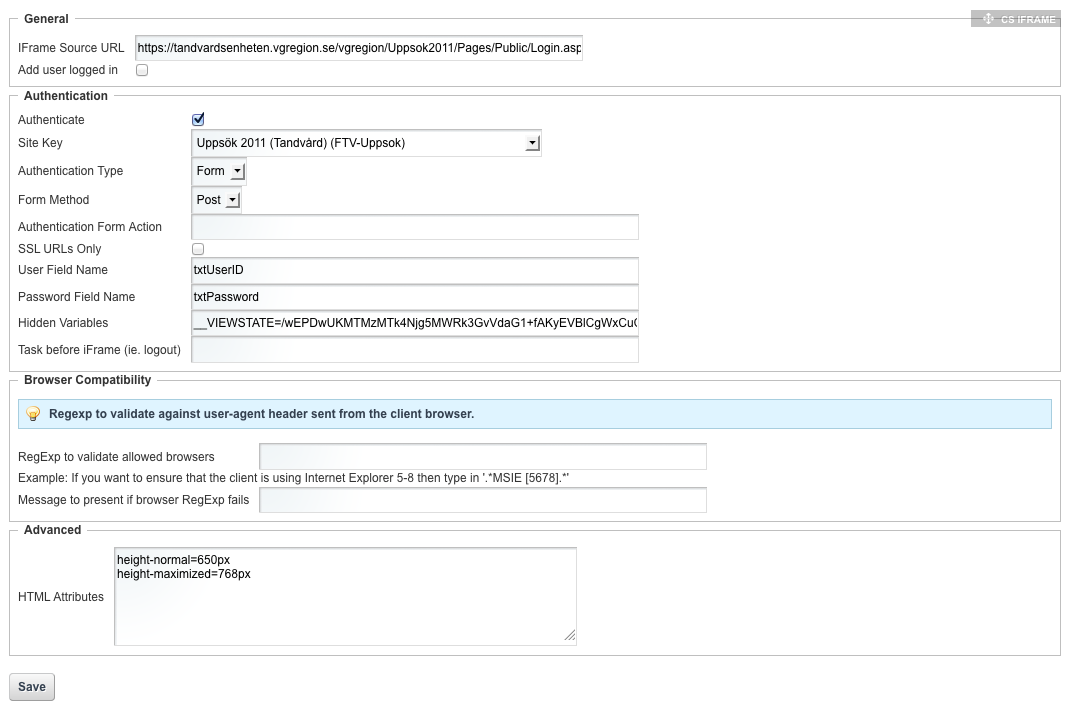 General
CS IFRAME
IFrame Source URL https://tandvardsenheten.vgregion.se/vgregion/Uppsok2011/Pages/Public/Login.asp
Add user logged in
Authentication
Authenticate
Site Key Uppsök 2011 (Tandvård) (FTV-Uppsok)
Authentication Type Form
Form Method Post
Authentication Form Action
SSL URLs Only
User Field Name txtUserID
Password Field Name txtPassword
Hidden Variables __VIEWSTATE=/wEPDwUKMTMzMTk4Njg5MWRk3GvVdaG1+fAKyEVBlCgWxCu
Task before iFrame (ie. logout)
Browser Compatibility
Regexp to validate against user-agent header sent from the client browser.
RegExp to validate allowed browsers
Example: If you want to ensure that the client is using Internet Explorer 5-8 then type in '.*MSIE [5678].*'
Message to present if browser RegExp fails
Advanced
HTML Attributes
height-normal=650px
height-maximized=768px
Save